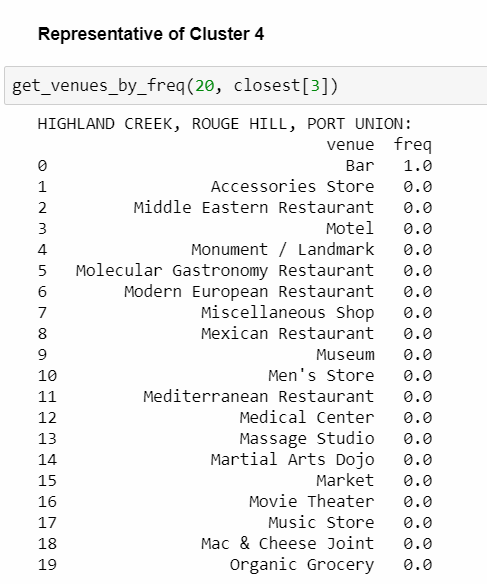 Representative of Cluster 4
get_venues_by_freq(20, closest[3])
HIGHLAND CREEK, ROUGE HILL, PORT UNION:
venue freq
0 Bar 1.0
1 Accessories Store 0.0
2 Middle Eastern Restaurant 0.0
3 Motel 0.0
4 Monument / Landmark 0.0
5 Molecular Gastronomy Restaurant 0.0
6 Modern European Restaurant 0.0
7 Miscellaneous Shop 0.0
8 Mexican Restaurant 0.0
9 Museum 0.0
10 Men's Store 0.0
11 Mediterranean Restaurant 0.0
12 Medical Center 0.0
13 Massage Studio 0.0
14 Martial Arts Dojo 0.0
15 Market 0.0
16 Movie Theater 0.0
17 Music Store 0.0
18 Mac & Cheese Joint 0.0
19 Organic Grocery 0.0